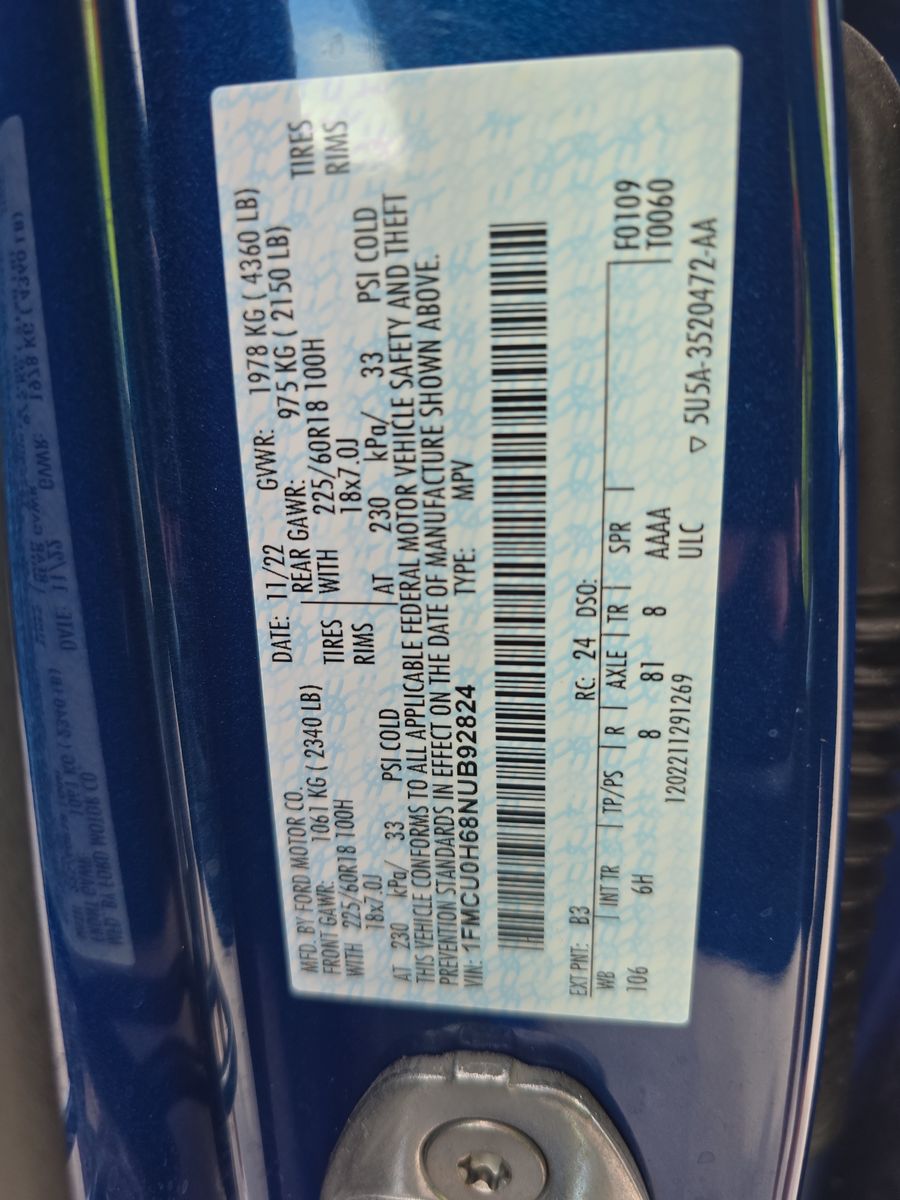 MFD. BY FORD MOTOR CO.
DATE: 11/22 GVWR: 1978 KG ( 4360 LB)
FRONT GAWR: 1061 KG ( 2340 LB) REAR GAWR: 975 KG ( 2150 LB)
WITH 225/60R18 100H TIRES WITH 225/60R18 100H TIRES
18x7.0J RIMS 18x7.0J RIMS
AT 230 kPa/ 33 PSI COLD AT 230 kPa/ 33 PSI COLD
THIS VEHICLE CONFORMS TO ALL APPLICABLE FEDERAL MOTOR VEHICLE SAFETY AND THEFT
PREVENTION STANDARDS IN EFFECT ON THE DATE OF MANUFACTURE SHOWN ABOVE.
VIN: 1FMCU0H68NUB92824 TYPE: MPV
EXT PNT: B3 RC: 24 DSO:
WB INT TR TP/PS R AXLE TR SPR F0109
106 6H 8 81 8 AAAA T0060
1202211291269 ULC
▽ 5U5A-3520472-AA